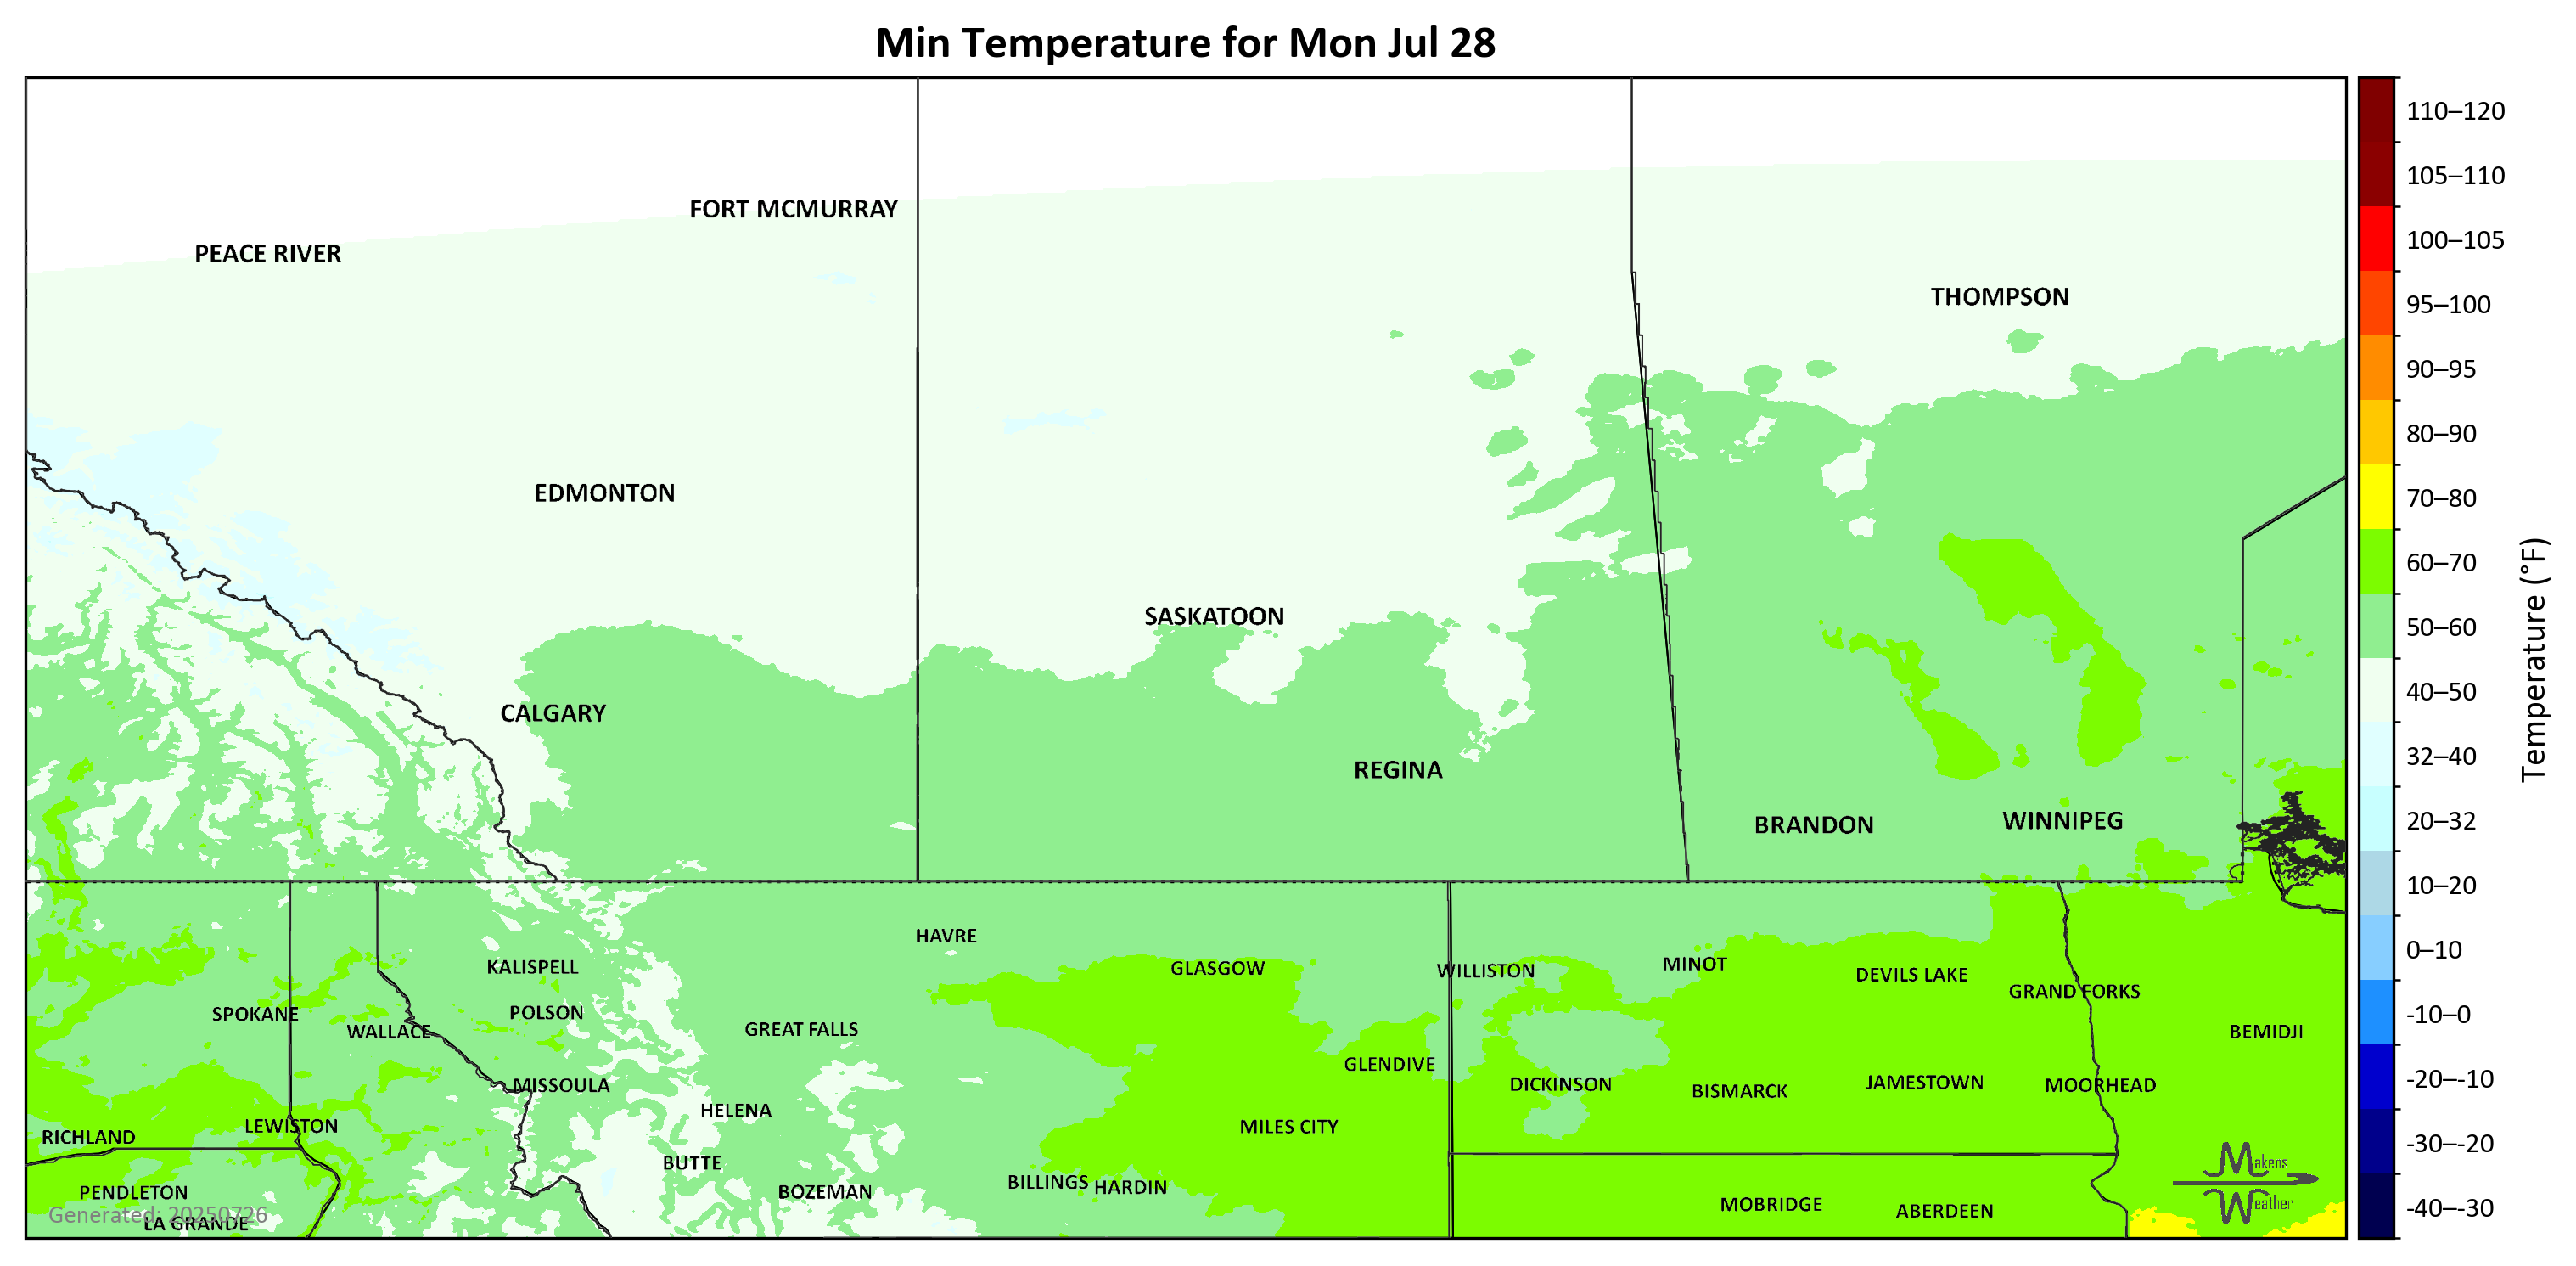 Min Temperature for Mon Jul 28
FORT MCMURRAY
PEACE RIVER
THOMPSON
EDMONTON
SASKATOON
CALGARY
REGINA
BRANDON
WINNIPEG
HAVRE
KALISPELL
GLASGOW
WILLISTON
MINOT
DEVILS LAKE
GRAND FORKS
SPOKANE
POLSON
WALLACE
GREAT FALLS
BEMIDJI
GLENDIVE
MISSOULA
DICKINSON
BISMARCK
JAMESTOWN
MOORHEAD
HELENA
LEWISTON
MILES CITY
RICHLAND
BUTTE
PENDLETON
BOZEMAN
BILLINGS
HARDIN
MOBRIDGE
ABERDEEN
LA GRANDE
Generated: 20250726
Makens
Weather
110–120
105–110
100–105
95–100
90–95
80–90
70–80
60–70
50–60
40–50
32–40
20–32
10–20
0–10
-10–0
-20–-10
-30–-20
-40–-30
Temperature (°F)